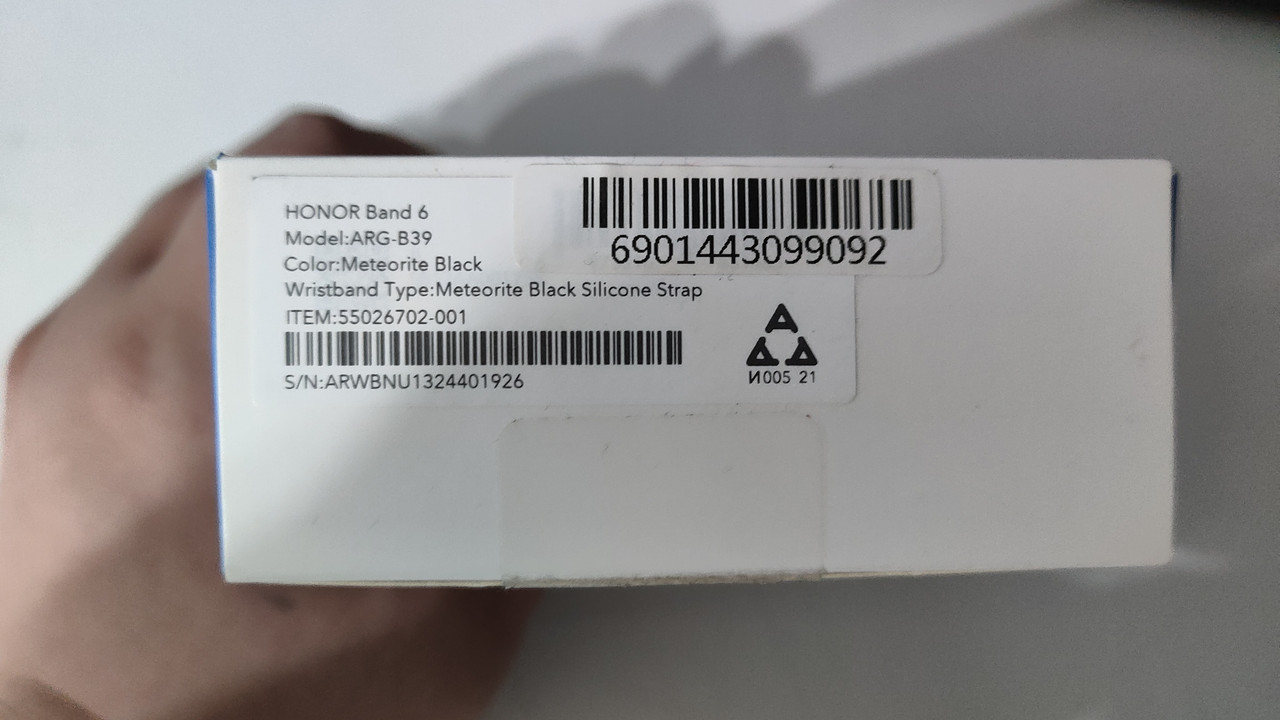 HONOR Band 6
Model:ARG-B39
Color:Meteorite Black
Wristband Type:Meteorite Black Silicone Strap
ITEM:55026702-001
S/N:ARWBNU1324401926
6901443099092
И005 21